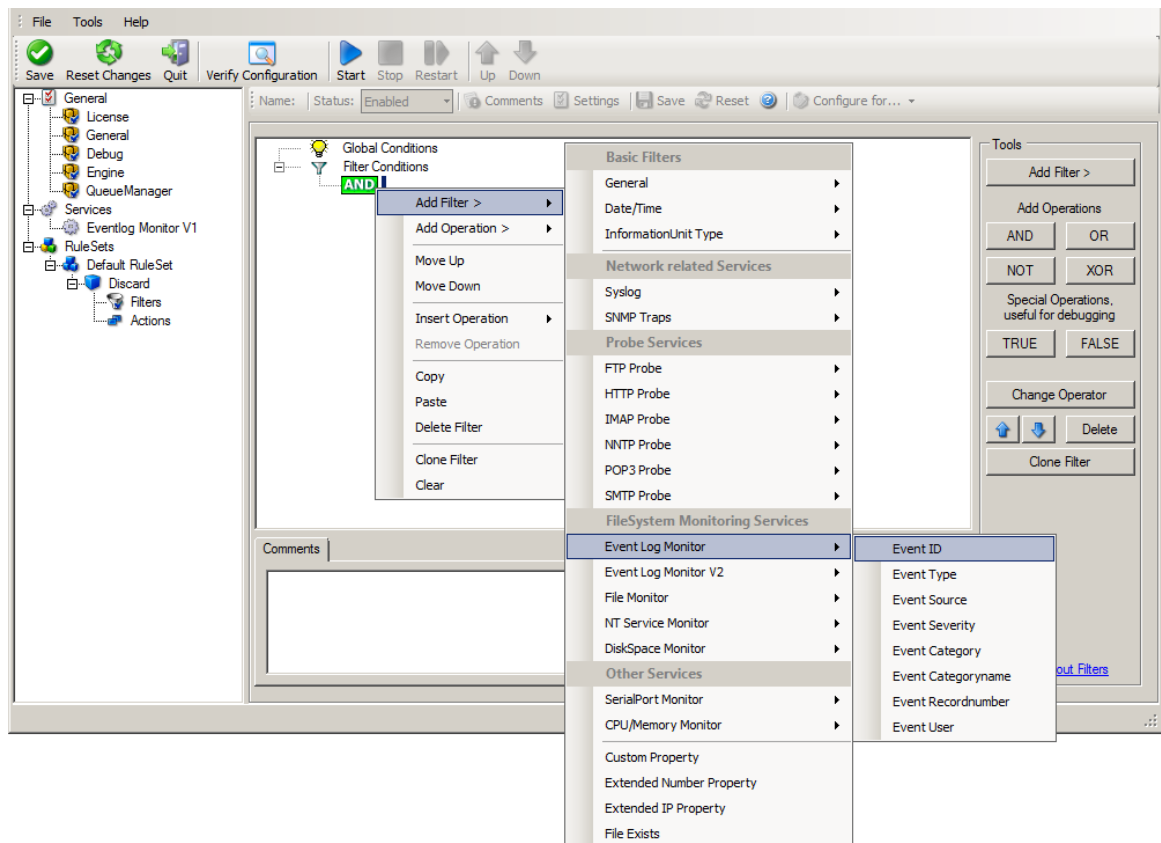 File Tools Help
Save Reset Changes Quit Verify Configuration Start Stop Restart Up Down
General
License
General
Debug
Engine
QueueManager
Services
Eventlog Monitor V1
RuleSets
Default RuleSet
Discard
Filters
Actions
Name: Status: Enabled Comments Settings Save Reset Configure for...
Global Conditions
Filter Conditions
AND
Add Filter >
Add Operation >
Move Up
Move Down
Insert Operation
Remove Operation
Copy
Paste
Delete Filter
Clone Filter
Clear
Basic Filters
General
Date/Time
InformationUnit Type
Network related Services
Syslog
SNMP Traps
Probe Services
FTP Probe
HTTP Probe
IMAP Probe
NNTP Probe
POP3 Probe
SMTP Probe
FileSystem Monitoring Services
Event Log Monitor
Event Log Monitor V2
File Monitor
NT Service Monitor
DiskSpace Monitor
Other Services
SerialPort Monitor
CPU/Memory Monitor
Custom Property
Extended Number Property
Extended IP Property
File Exists
Event ID
Event Type
Event Source
Event Severity
Event Category
Event Categoryname
Event Recordnumber
Event User
Tools
Add Filter >
Add Operations
AND OR
NOT XOR
Special Operations,
useful for debugging
TRUE FALSE
Change Operator
Delete
Clone Filter
out Filters
Comments